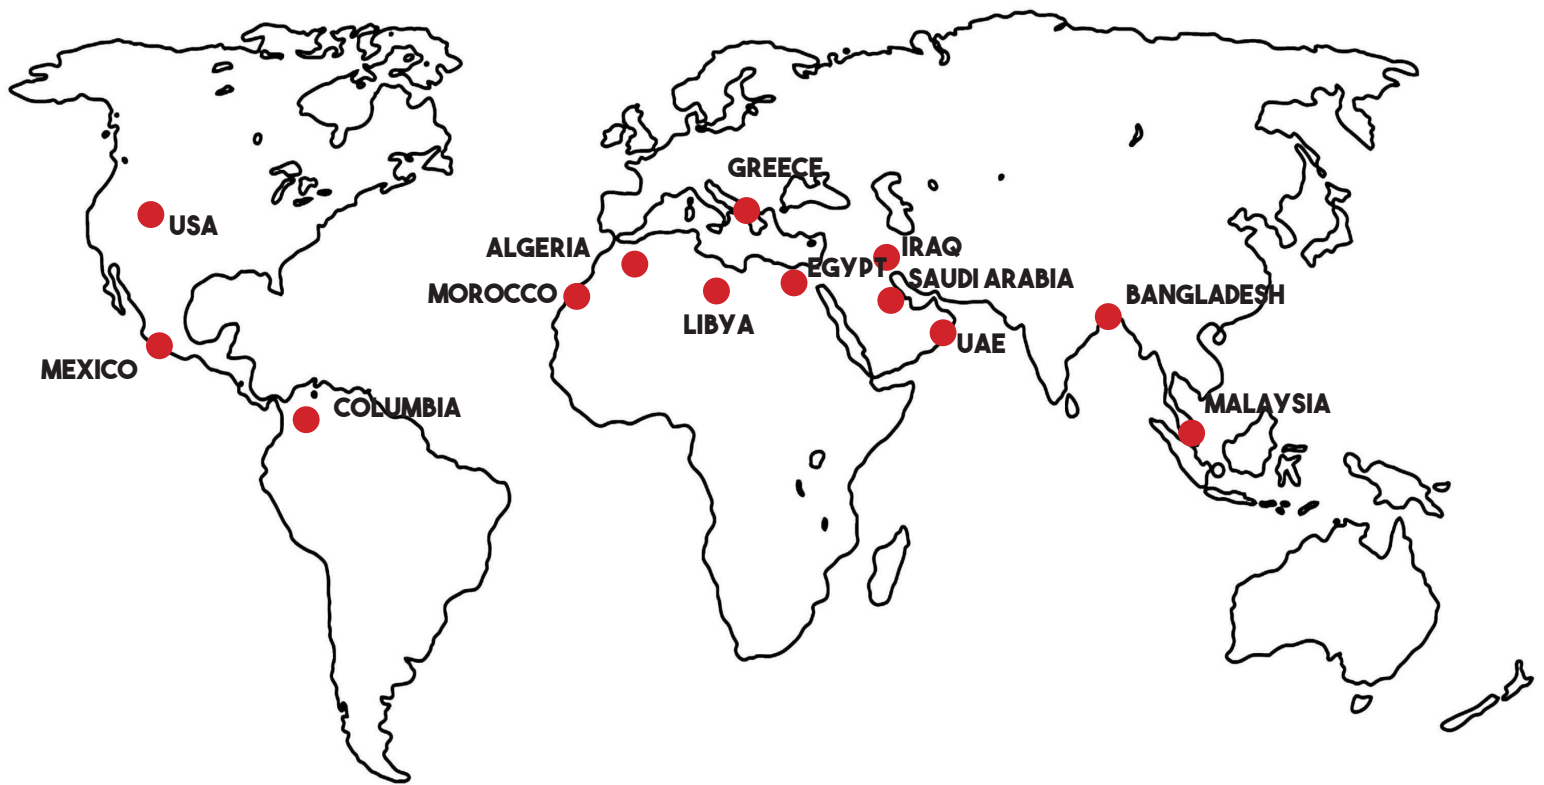 GREECE
USA
ALGERIA
IRAQ
EGYPT
SAUDI ARABIA
MOROCCO
BANGLADESH
LIBYA
UAE
MEXICO
COLUMBIA
MALAYSIA